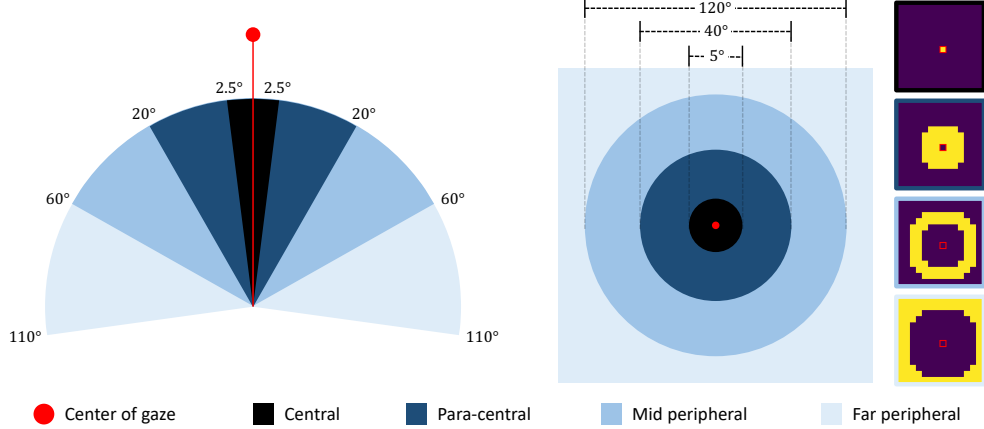 2.5° 2.5°
20° 20°
60° 60°
110° 110°
120°
40°
5°
Center of gaze
Central
Para-central
Mid peripheral
Far peripheral